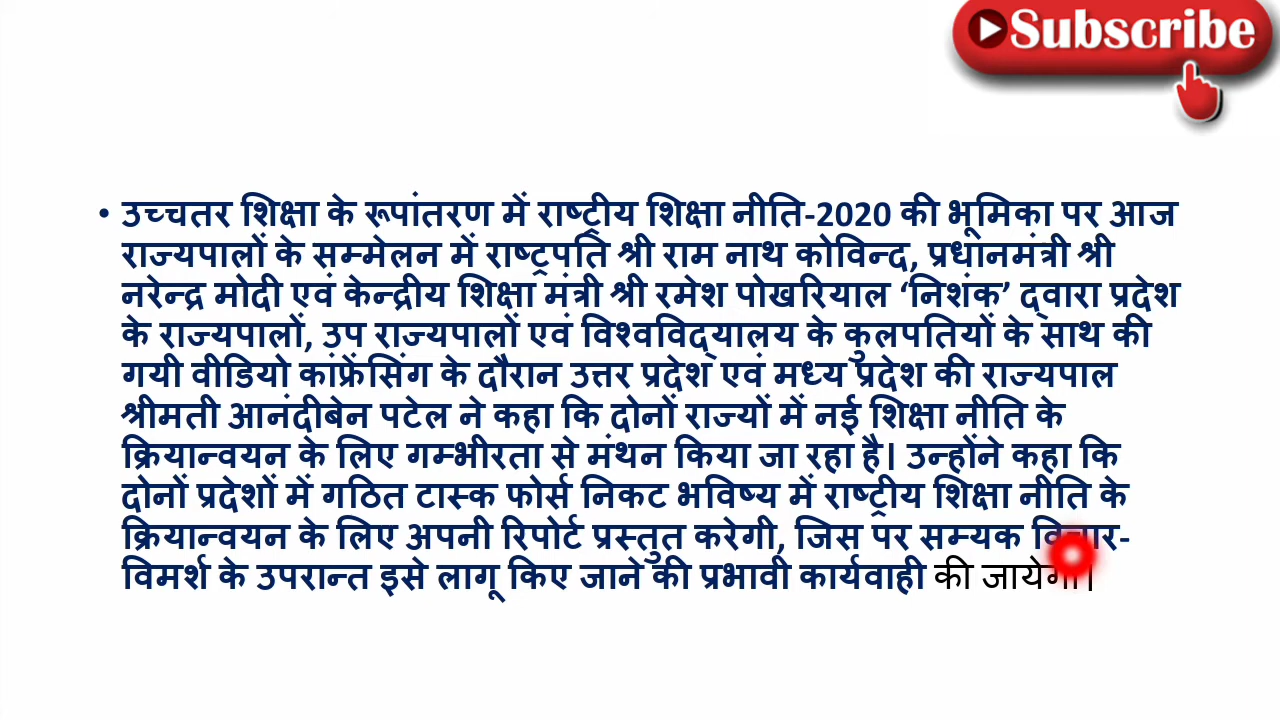 Subscribe
• उच्चतर शिक्षा के रूपांतरण में राष्ट्रीय शिक्षा नीति-2020 की भूमिका पर आज
राज्यपालों के सम्मेलन में राष्ट्रपति श्री राम नाथ कोविन्द, प्रधानमंत्री श्री
नरेन्द्र मोदी एवं केन्द्रीय शिक्षा मंत्री श्री रमेश पोखरियाल ‘निशंक’ द्वारा प्रदेश
के राज्यपालों, उप राज्यपालों एवं विश्वविद्यालय के कुलपतियों के साथ की
गयी वीडियो कांफ्रेंसिंग के दौरान उत्तर प्रदेश एवं मध्य प्रदेश की राज्यपाल
श्रीमती आनंदीबेन पटेल ने कहा कि दोनों राज्यों में नई शिक्षा नीति के
क्रियान्वयन के लिए गम्भीरता से मंथन किया जा रहा है। उन्होंने कहा कि
दोनों प्रदेशों में गठित टास्क फोर्स निकट भविष्य में राष्ट्रीय शिक्षा नीति के
क्रियान्वयन के लिए अपनी रिपोर्ट प्रस्तुत करेगी, जिस पर सम्यक विचार-
विमर्श के उपरान्त इसे लागू किए जाने की प्रभावी कार्यवाही की जायेगी।